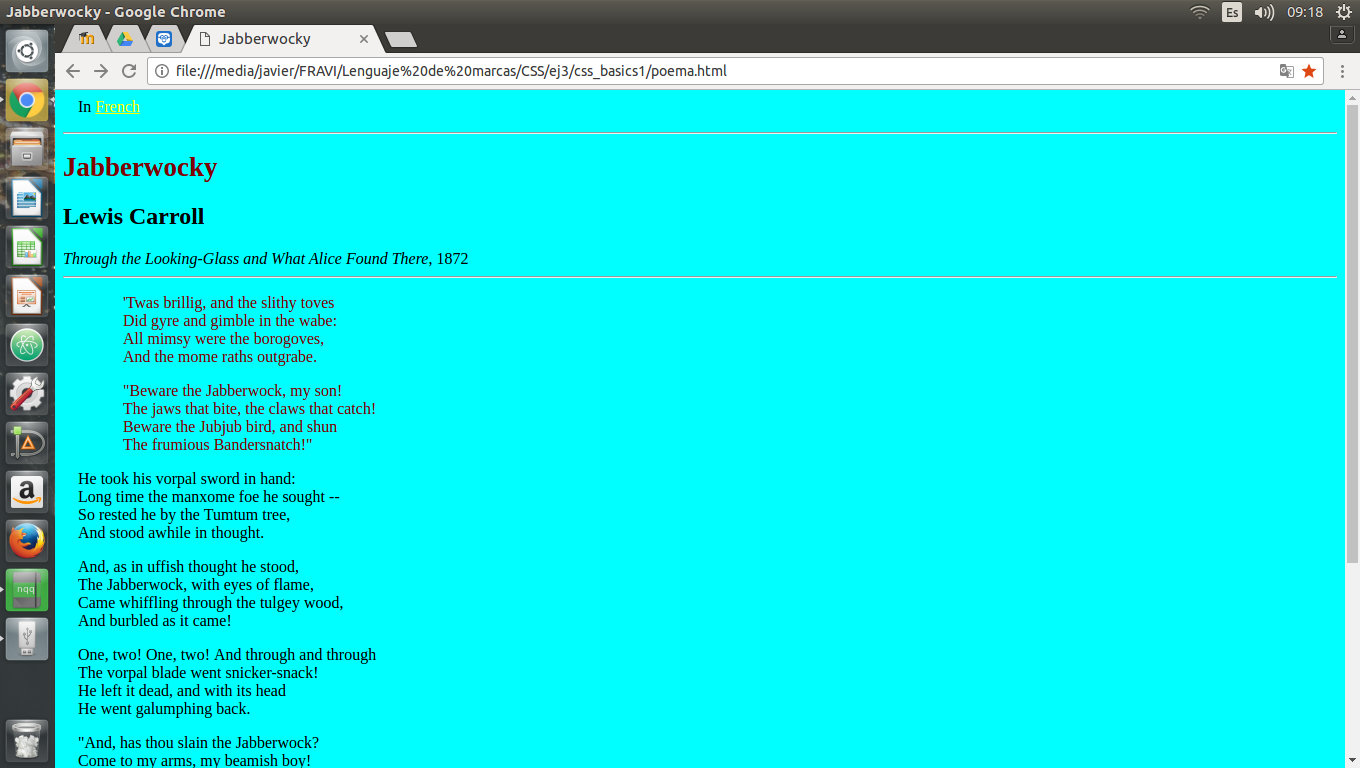 Jabberwocky - Google Chrome
Es
09:18
Jabberwocky
file:///media/javier/FRAVI/Lenguaje%20de%20marcas/CSS/ej3/css_basics1/poema.html
In French
Jabberwocky
Lewis Carroll
Through the Looking-Glass and What Alice Found There, 1872
'Twas brillig, and the slithy toves
Did gyre and gimble in the wabe:
All mimsy were the borogoves,
And the mome raths outgrabe.
"Beware the Jabberwock, my son!
The jaws that bite, the claws that catch!
Beware the Jubjub bird, and shun
The frumious Bandersnatch!"
He took his vorpal sword in hand:
Long time the manxome foe he sought --
So rested he by the Tumtum tree,
And stood awhile in thought.
And, as in uffish thought he stood,
The Jabberwock, with eyes of flame,
Came whiffling through the tulgey wood,
And burbled as it came!
One, two! One, two! And through and through
The vorpal blade went snicker-snack!
He left it dead, and with its head
He went galumphing back.
"And, has thou slain the Jabberwock?
Come to my arms, my beamish boy!
a
nqq